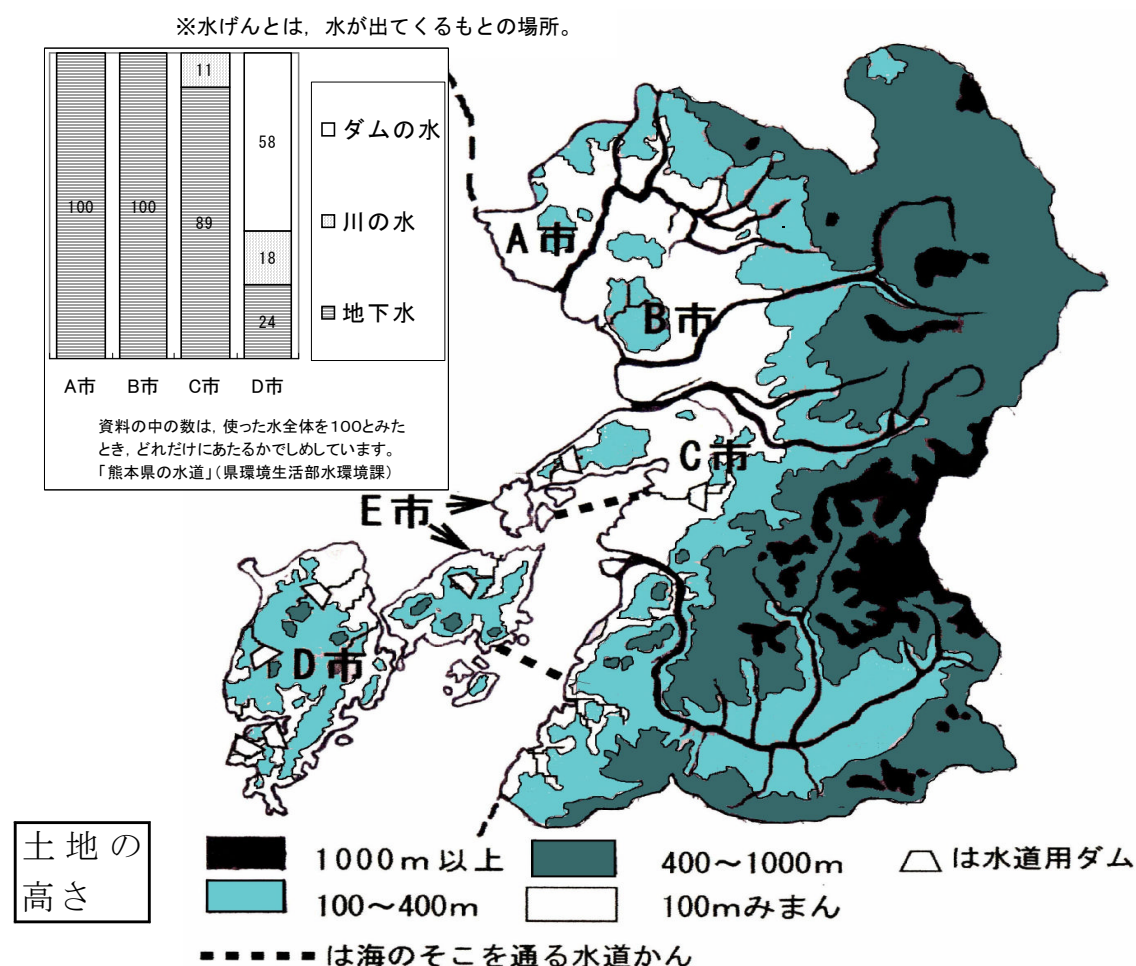 ※水げんとは，水が出てくるもとの場所。
11
58
100
100
89
18
24
□ダムの水
川の水
地下水
A市
B市
C市
D市
資料の中の数は，使った水全体を100とみた
とき，どれだけにあたるかでしめしています。
「熊本県の水道」(県環境生活部水環境課)
A市
B市
C市
E市
D市
土地の
高さ
1000m以上
400～1000m
は水道用ダム
100～400m
100mみまん
は海のそこを通る水道かん